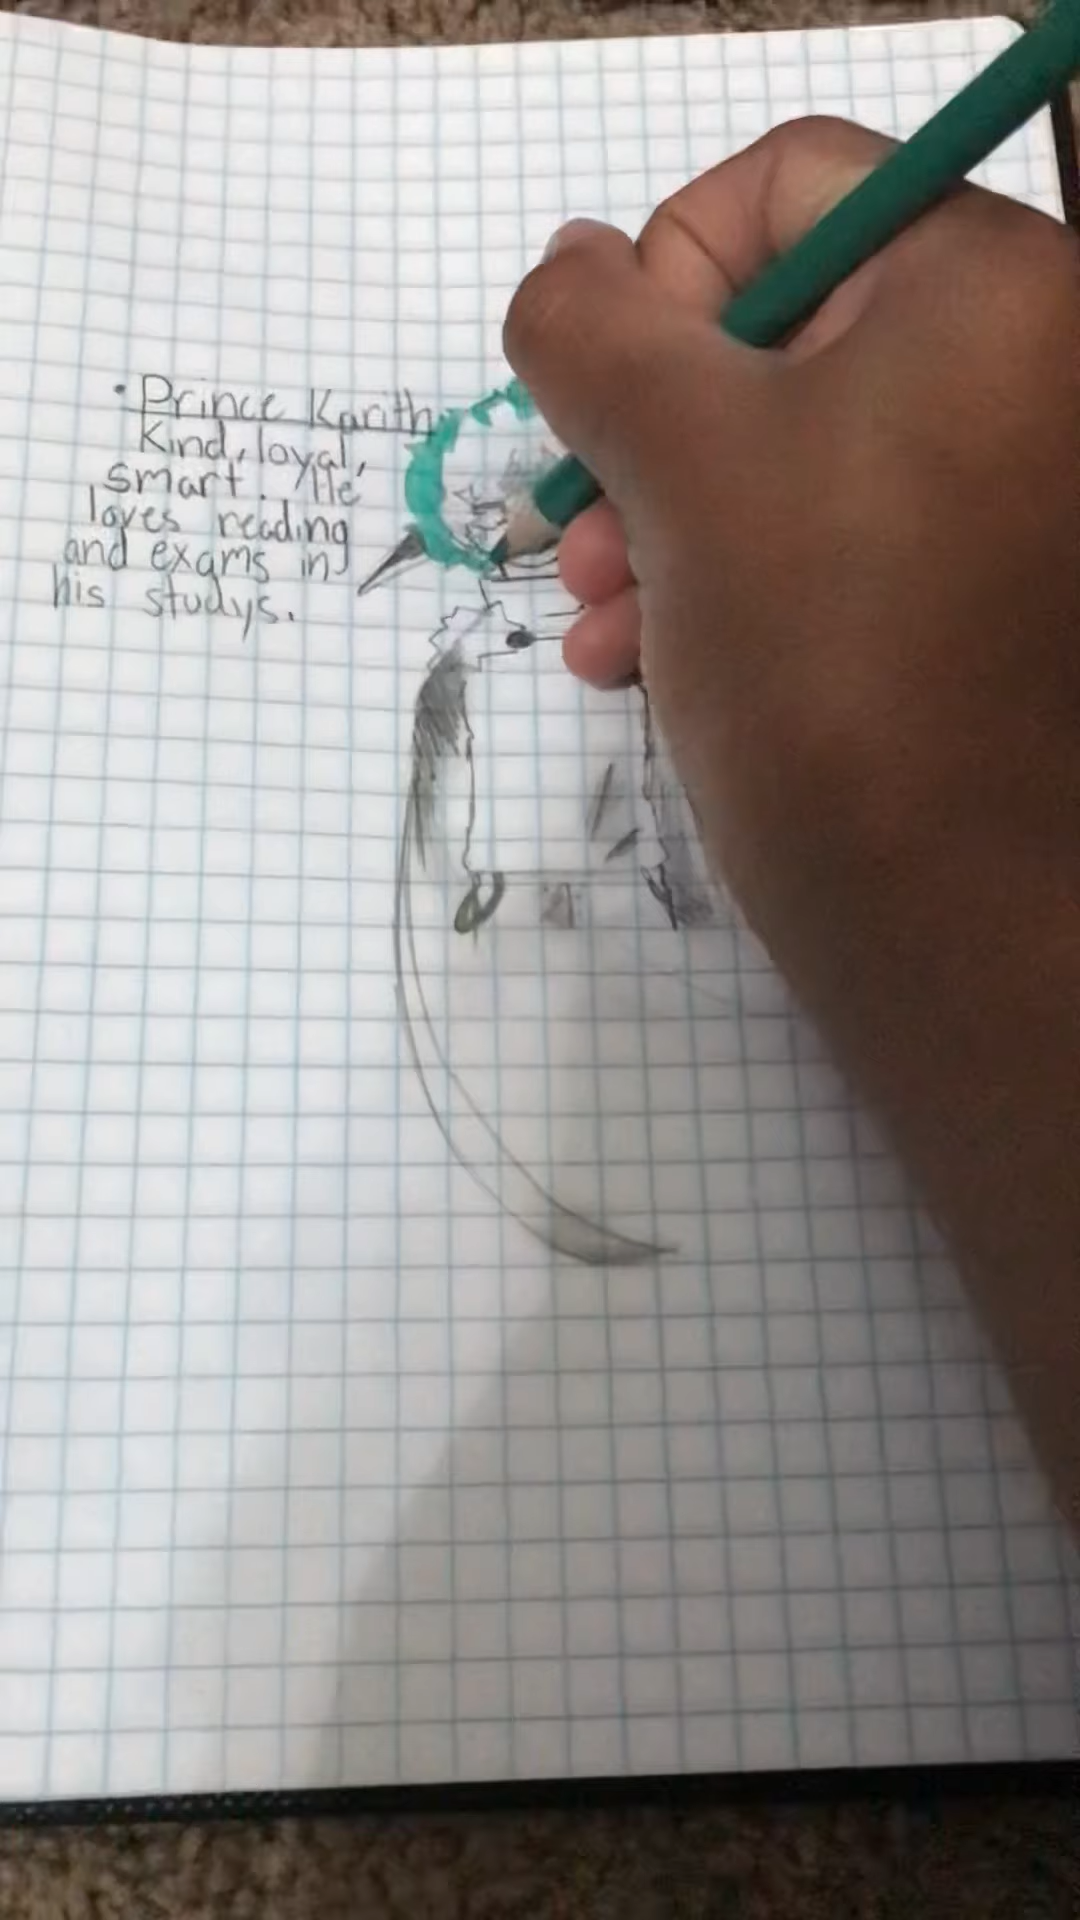 • Prince Karith
Kind, loyal,
smart. He
loves reading
and exams in
his studys.